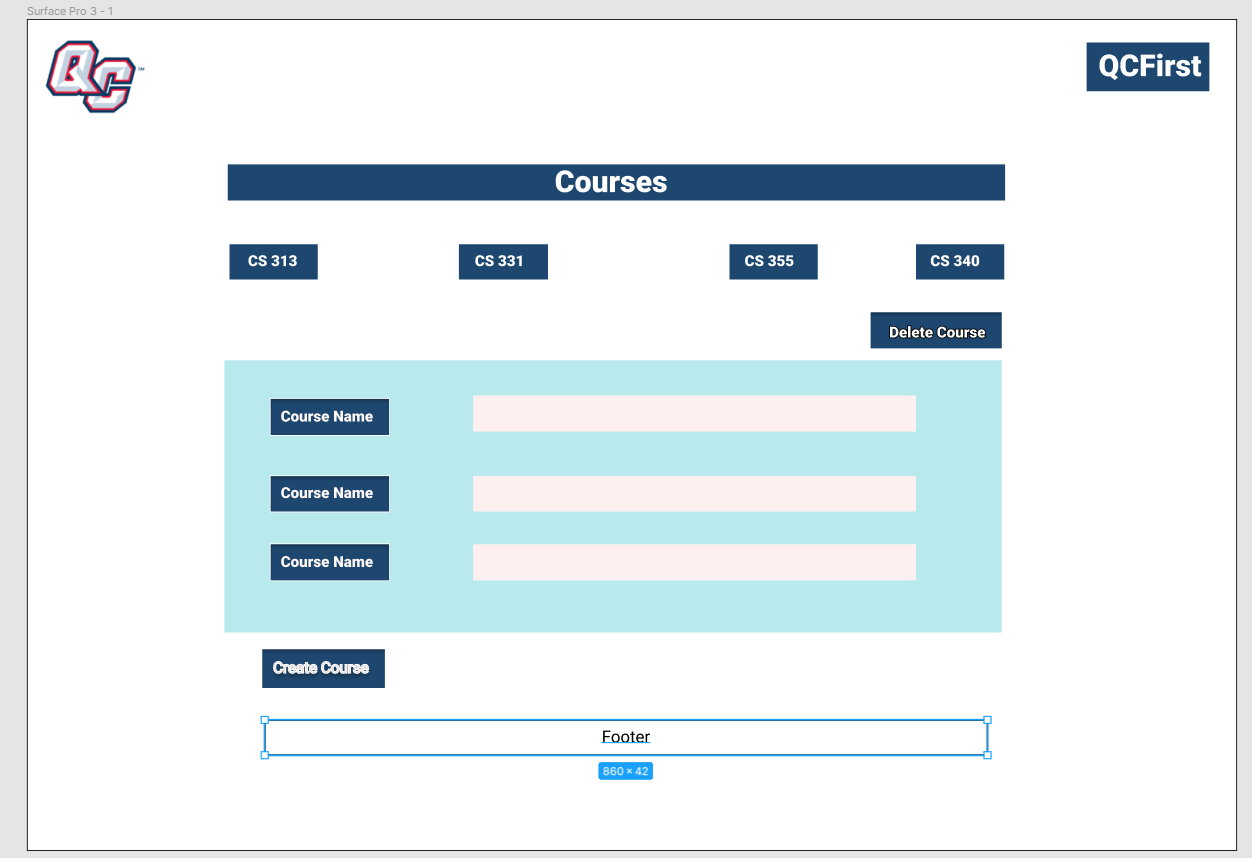 Surface Pro 3 - 1
QC™
QCFirst
Courses
CS 313 CS 331 CS 355 CS 340
Delete Course
Course Name
Course Name
Course Name
Create Course
Footer
860 × 42